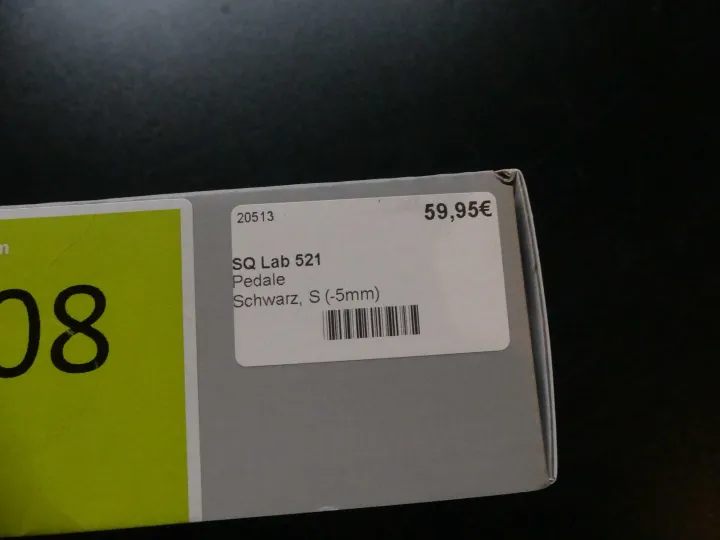 20513
59,95€
SQ Lab 521
Pedale
Schwarz, S (-5mm)
08